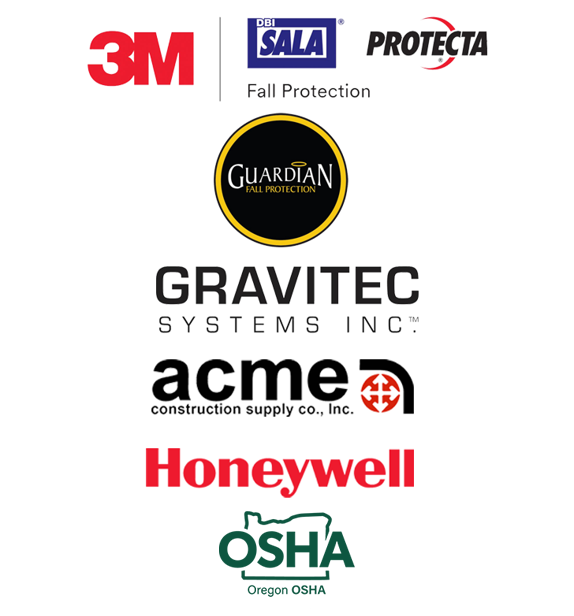 3M DBI SALA® PROTECTA®
Fall Protection
GUARDIAN
FALL PROTECTION
GRAVITEC
SYSTEMS INC.™
acme
construction supply co., Inc.
Honeywell
OSHA
Oregon OSHA